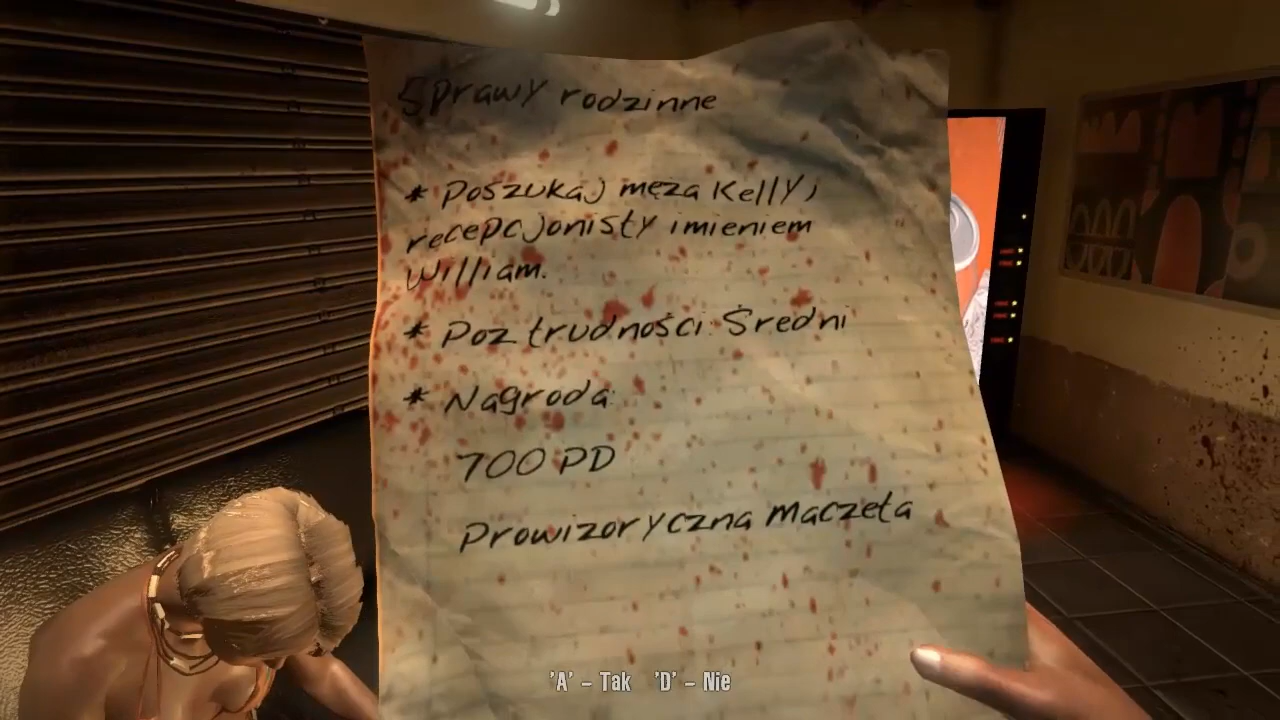 Sprawy rodzinne
* Poszukaj męża Kelly,
recepcjonisty imieniem
William.
* Poz trudności: Średni
* Nagroda:
700 PD
Prowizoryczna maczeta
'A' - Tak 'D' - Nie